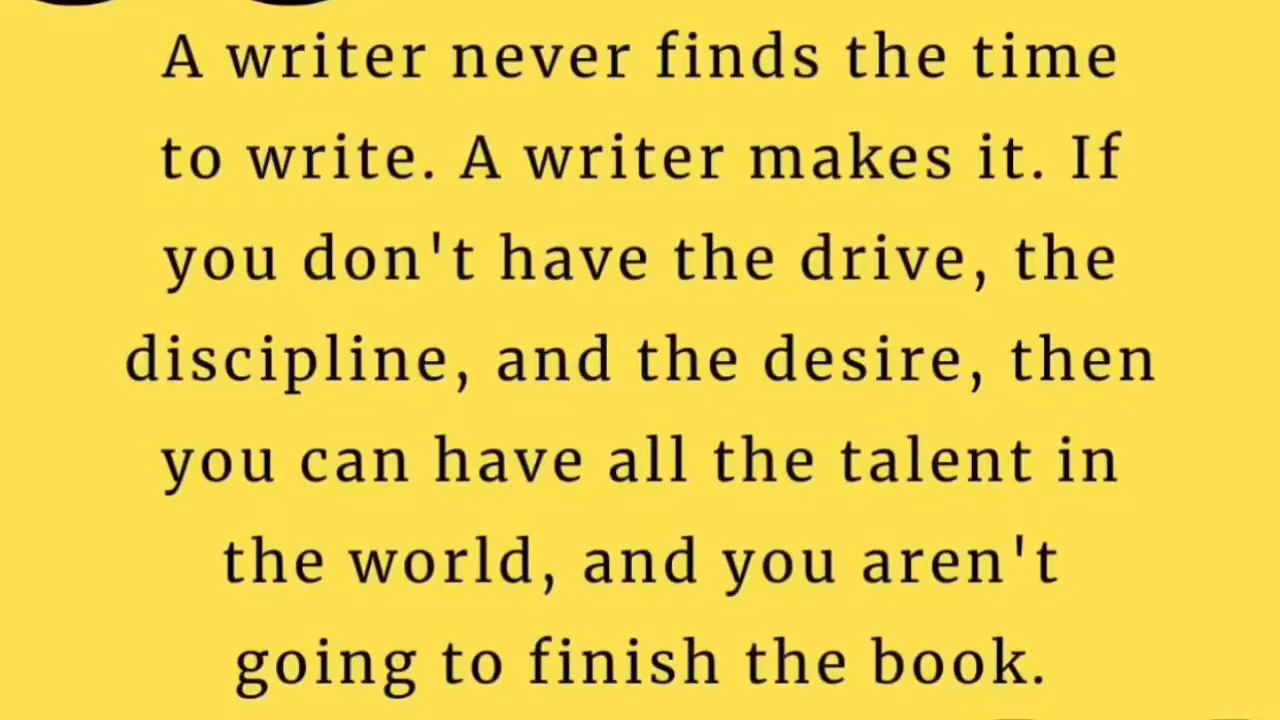 A writer never finds the time
to write. A writer makes it. If
you don't have the drive, the
discipline, and the desire, then
you can have all the talent in
the world, and you aren't
going to finish the book.